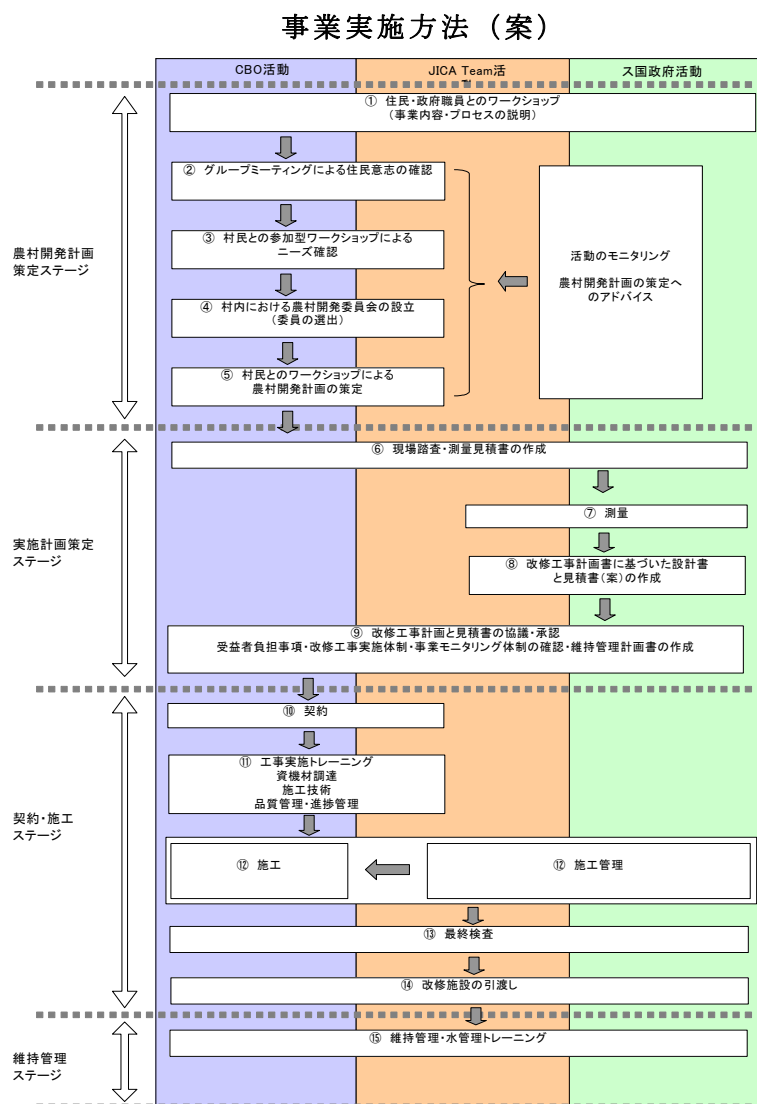 事業実施方法（案）
CBO活動
JICA Team活
ス国政府活動
① 住民・政府職員とのワークショップ
（事業内容・プロセスの説明）
② グループミーティングによる住民意志の確認
③ 村民との参加型ワークショップによる
ニーズ確認
④ 村内における農村開発委員会の設立
（委員の選出）
⑤ 村民とのワークショップによる
農村開発計画の策定
活動のモニタリング
農村開発計画の策定へ
のアドバイス
農村開発計画
策定ステージ
⑥ 現場踏査・測量見積書の作成
⑦ 測量
⑧ 改修工事計画書に基づいた設計書
と見積書（案）の作成
⑨ 改修工事計画と見積書の協議・承認
受益者負担事項・改修工事実施体制・事業モニタリング体制の確認・維持管理計画書の作成
実施計画策定
ステージ
⑩ 契約
⑪ 工事実施トレーニング
資機材調達
施工技術
品質管理・進捗管理
⑫ 施工
⑫ 施工管理
⑬ 最終検査
⑭ 改修施設の引渡し
契約・施工
ステージ
⑮ 維持管理・水管理トレーニング
維持管理
ステージ